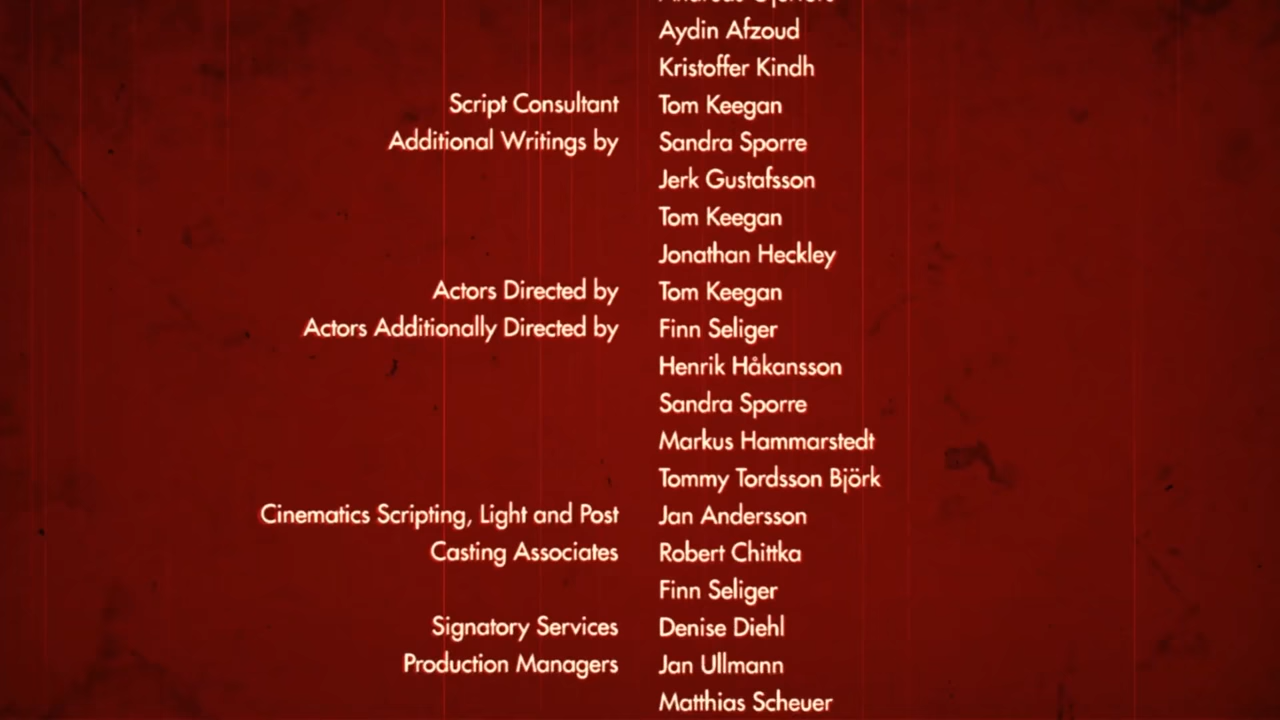 Aydin Afzoud
Kristoffer Kindh
Script Consultant Tom Keegan
Additional Writings by Sandra Sporre
Jerk Gustafsson
Tom Keegan
Jonathan Heckley
Actors Directed by Tom Keegan
Actors Additionally Directed by Finn Seliger
Henrik Håkansson
Sandra Sporre
Markus Hammarstedt
Tommy Tordsson Björk
Cinematics Scripting, Light and Post Jan Andersson
Casting Associates Robert Chittka
Finn Seliger
Signatory Services Denise Diehl
Production Managers Jan Ullmann
Matthias Scheuer